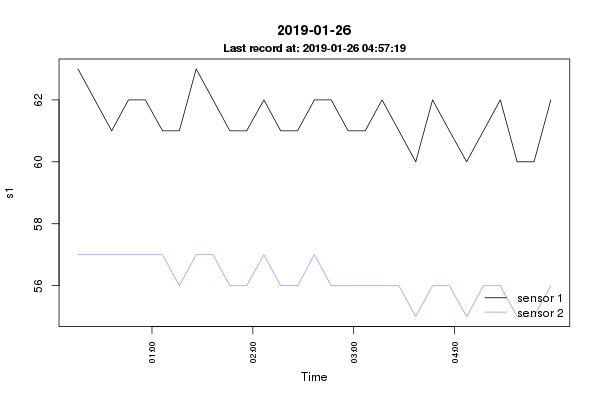 2019-01-26
Last record at: 2019-01-26 04:57:19
s1
62
60
58
56
sensor 1
sensor 2
01:00 02:00 03:00 04:00
Time